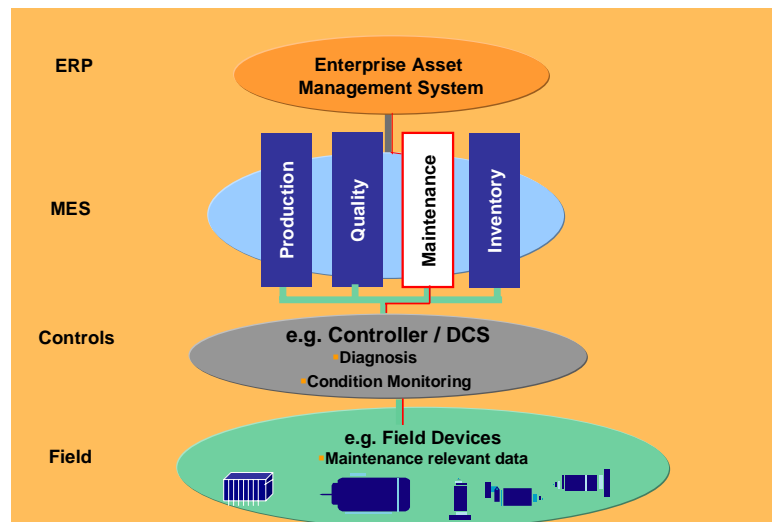 ERP
Enterprise Asset
Management System
MES
Production
Quality
Maintenance
Inventory
Controls
e.g. Controller / DCS
Diagnosis
Condition Monitoring
Field
e.g. Field Devices
Maintenance relevant data